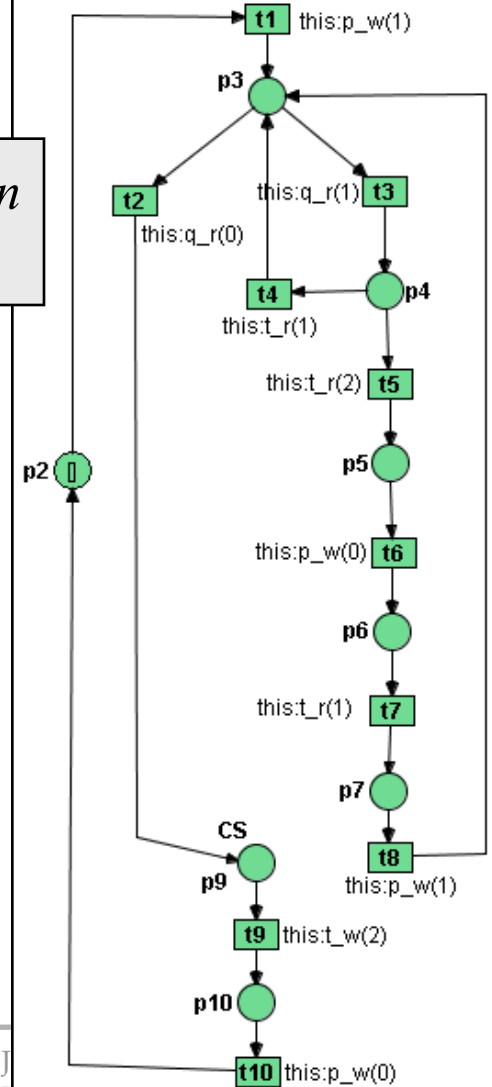 t1 this:p_w(1)
p3
n
t2
this:q_r(1) t3
this:q_r(0)
t4
p4
this:t_r(1)
this:t_r(2) t5
p2 []
p5
this:p_w(0) t6
p6
this:t_r(1) t7
p7
CS
t8
p9
this:p_w(1)
t9 this:t_w(2)
p10
J
t10 this:p_w(0)